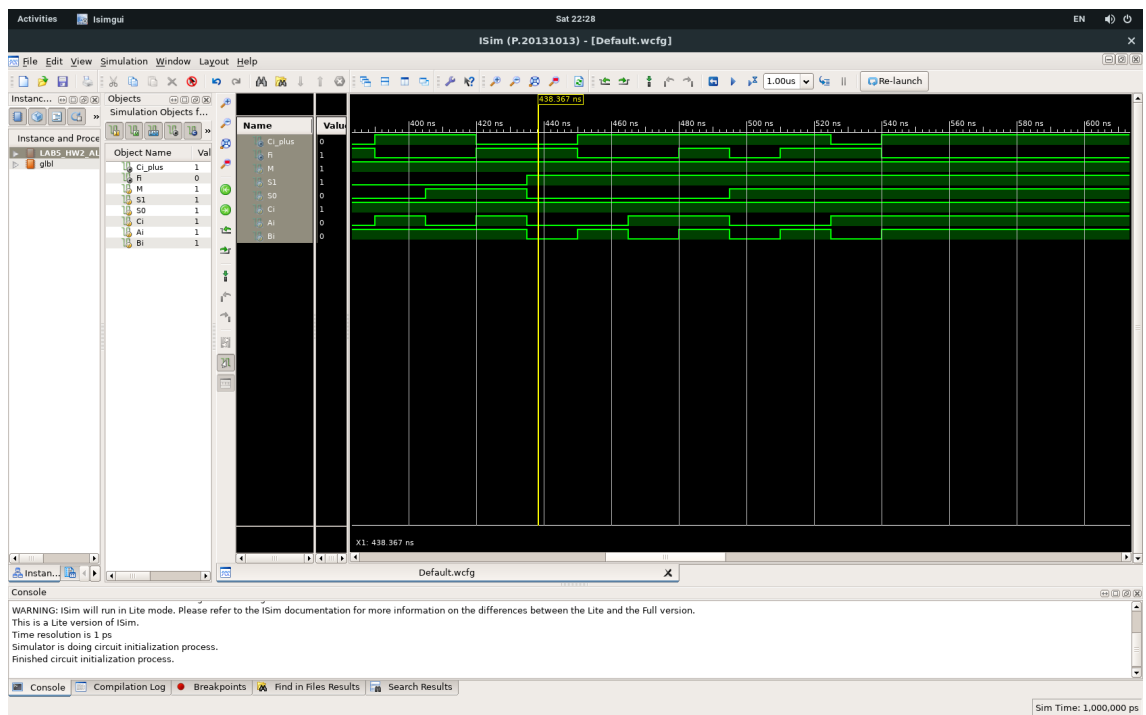 Activities Isimgui Sat 22:28 EN
ISim (P.20131013) - [Default.wcfg]
File Edit View Simulation Window Layout Help
1.00us Re-launch
Instanc...
Instance and Proce
LAB5_HW2_AL
glbl
Objects
Simulation Objects f...
Object Name Val
Ci_plus 1
Fi 0
M 1
S1 1
S0 1
Ci 1
Ai 1
Bi 1
Name Valu
Ci_plus 0
Fi 1
M 1
S1 1
S0 0
Ci 1
Ai 0
Bi 0
438.367 ns
400 ns 420 ns 440 ns 460 ns 480 ns 500 ns 520 ns 540 ns 560 ns 580 ns 600 ns
X1: 438.367 ns
Instan...
Default.wcfg
Console
WARNING: ISim will run in Lite mode. Please refer to the ISim documentation for more information on the differences between the Lite and the Full version.
This is a Lite version of ISim.
Time resolution is 1 ps
Simulator is doing circuit initialization process.
Finished circuit initialization process.
Console Compilation Log Breakpoints Find in Files Results Search Results
Sim Time: 1,000,000 ps